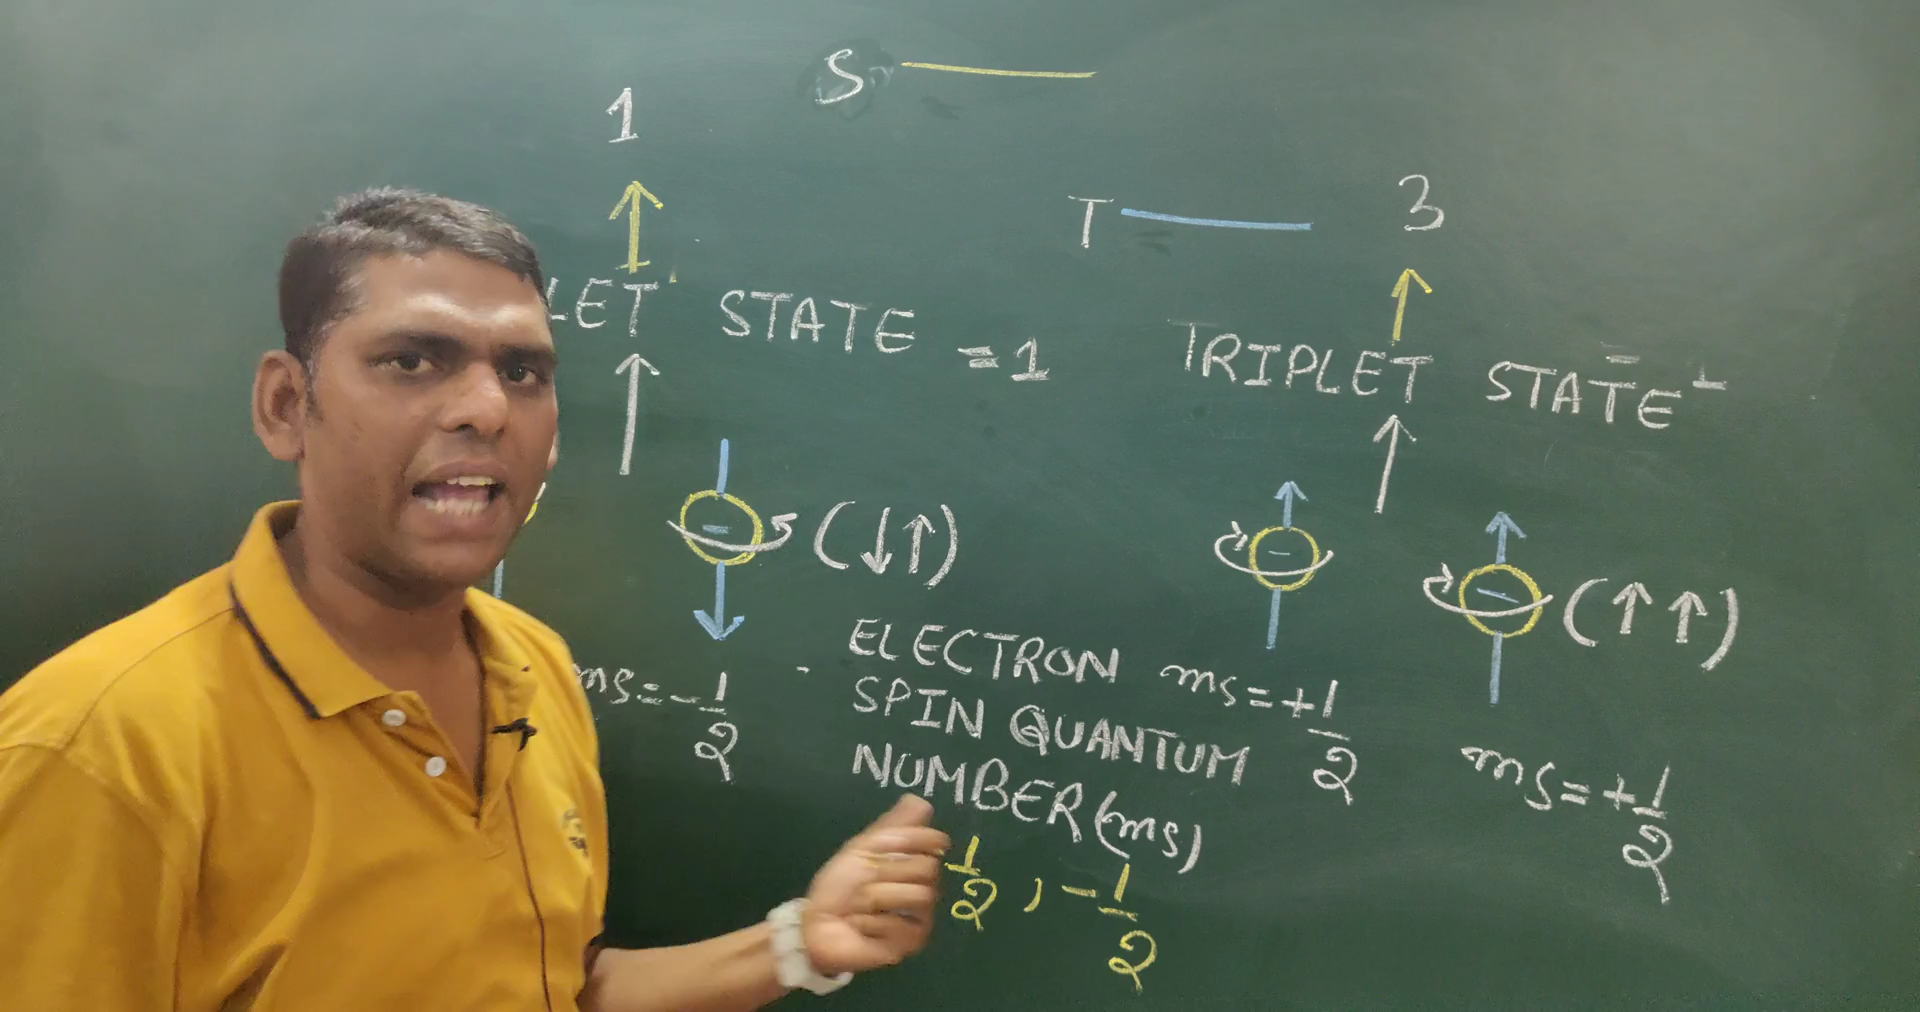 S
1
T
3
LET STATE = 1
TRIPLET STATE =
(↓↑)
(↑↑)
ms = -1/2
ELECTRON
SPIN QUANTUM
NUMBER (ms)
1/2, -1/2
ms = +1/2
ms = +1/2